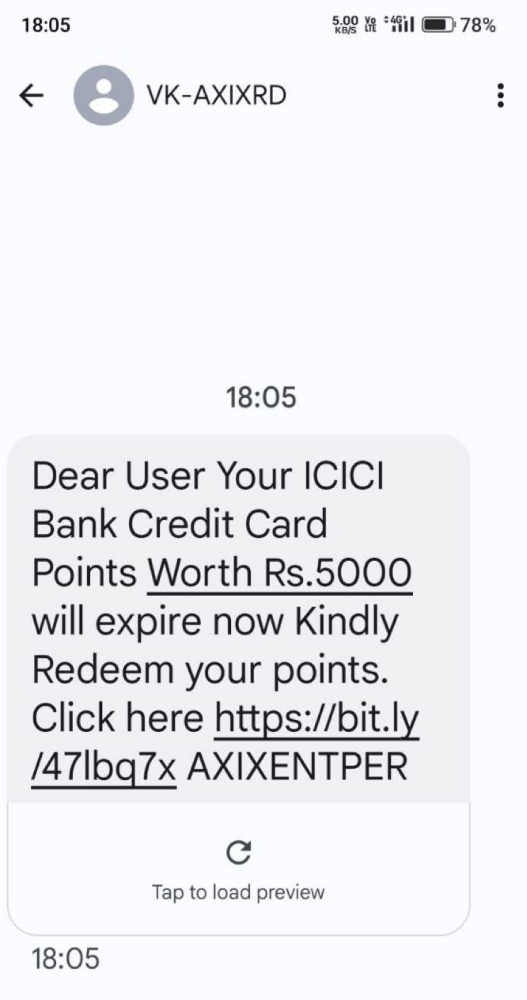 18:05
5.00 KB/S Vo LTE 4G+ 78%
VK-AXIXRD
18:05
Dear User Your ICICI
Bank Credit Card
Points Worth Rs.5000
will expire now Kindly
Redeem your points.
Click here https://bit.ly
/47lbq7x AXIXENTPER
Tap to load preview
18:05